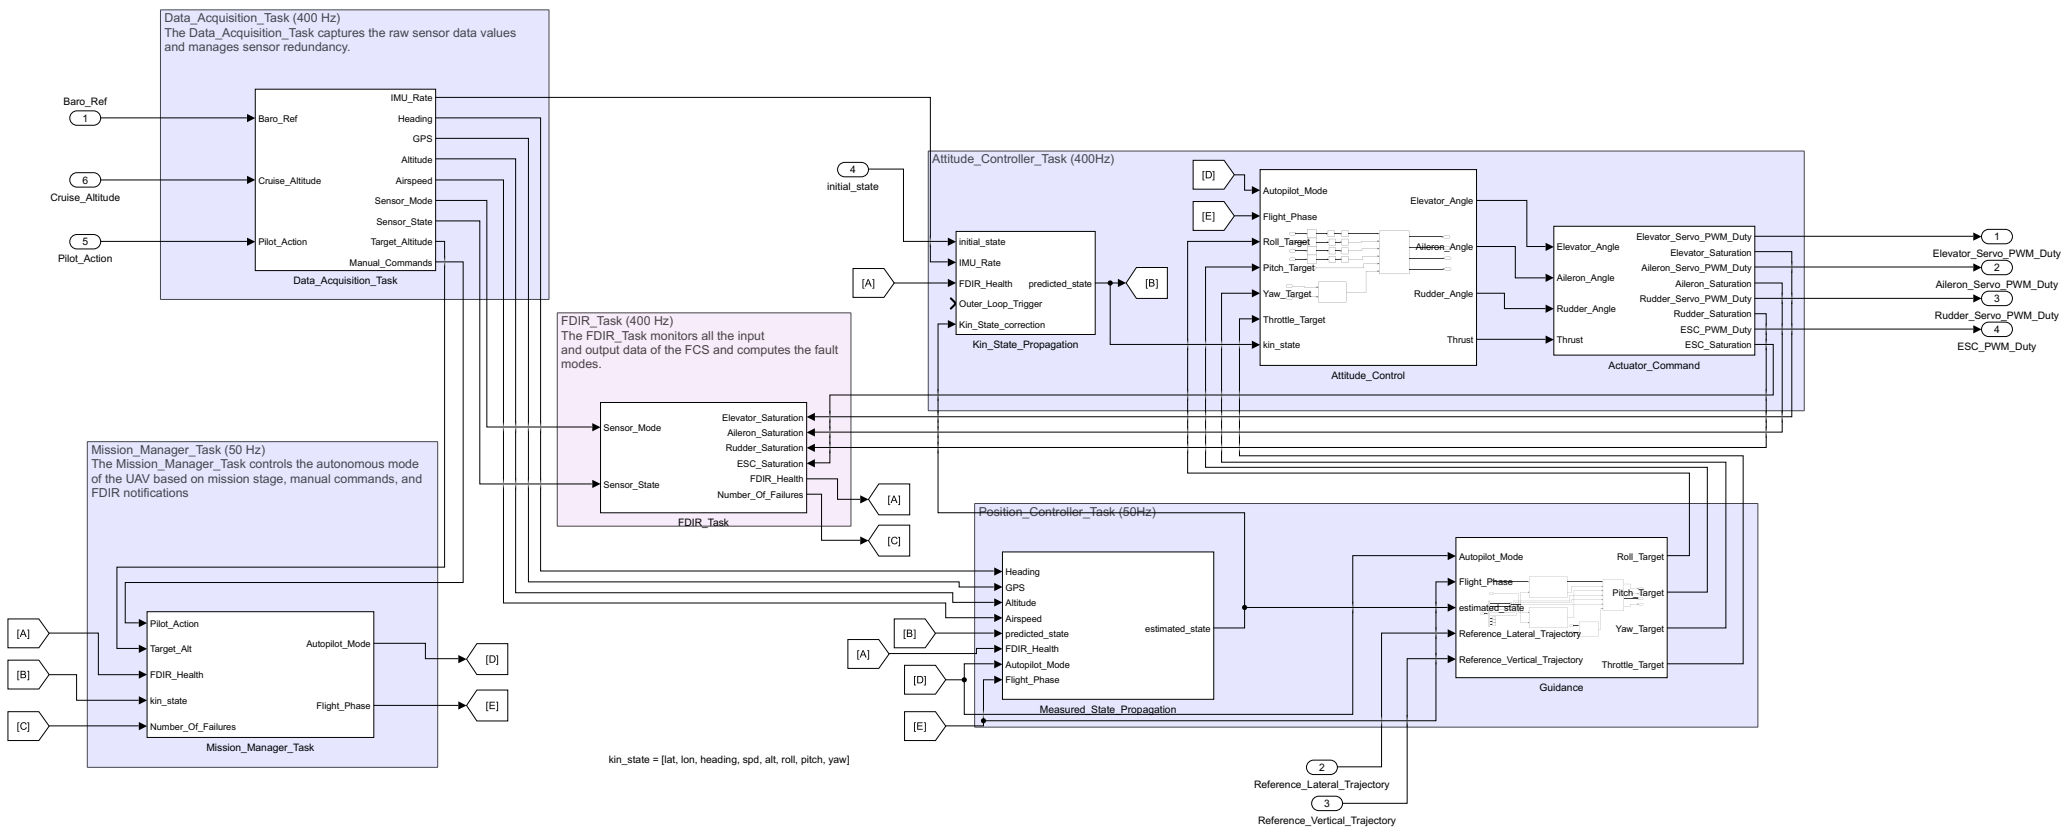 Data_Acquisition_Task (400 Hz)
The Data_Acquisition_Task captures the raw sensor data values
and manages sensor redundancy.
Baro_Ref
1
6
Cruise_Altitude
5
Pilot_Action
Baro_Ref
Cruise_Altitude
Pilot_Action
IMU_Rate
Heading
GPS
Altitude
Airspeed
Sensor_Mode
Sensor_State
Target_Altitude
Manual_Commands
Data_Acquisition_Task
FDIR_Task (400 Hz)
The FDIR_Task monitors all the input
and output data of the FCS and computes the fault
modes.
Sensor_Mode
Sensor_State
Elevator_Saturation
Aileron_Saturation
Rudder_Saturation
ESC_Saturation
FDIR_Health
Number_Of_Failures
FDIR_Task
[A]
[C]
Mission_Manager_Task (50 Hz)
The Mission_Manager_Task controls the autonomous mode
of the UAV based on mission stage, manual commands, and
FDIR notifications
[A]
[B]
[C]
Pilot_Action
Target_Alt
FDIR_Health
kin_state
Number_Of_Failures
Autopilot_Mode
Flight_Phase
Mission_Manager_Task
[D]
[E]
Attitude_Controller_Task (400Hz)
4
initial_state
[A]
initial_state
IMU_Rate
FDIR_Health
Outer_Loop_Trigger
Kin_State_correction
predicted_state
Kin_State_Propagation
[B]
[D]
[E]
Autopilot_Mode
Flight_Phase
Roll_Target
Pitch_Target
Yaw_Target
Throttle_Target
kin_state
Elevator_Angle
Aileron_Angle
Rudder_Angle
Thrust
Attitude_Control
Elevator_Angle
Aileron_Angle
Rudder_Angle
Thrust
Elevator_Servo_PWM_Duty
Elevator_Saturation
Aileron_Servo_PWM_Duty
Aileron_Saturation
Rudder_Servo_PWM_Duty
Rudder_Saturation
ESC_PWM_Duty
ESC_Saturation
Actuator_Command
1
Elevator_Servo_PWM_Duty
2
Aileron_Servo_PWM_Duty
3
Rudder_Servo_PWM_Duty
4
ESC_PWM_Duty
Position_Controller_Task (50Hz)
[B]
[A]
[D]
[E]
Heading
GPS
Altitude
Airspeed
predicted_state
FDIR_Health
Autopilot_Mode
Flight_Phase
estimated_state
Measured_State_Propagation
Autopilot_Mode
Flight_Phase
estimated_state
Reference_Lateral_Trajectory
Reference_Vertical_Trajectory
Roll_Target
Pitch_Target
Yaw_Target
Throttle_Target
Guidance
kin_state = [lat, lon, heading, spd, alt, roll, pitch, yaw]
2
Reference_Lateral_Trajectory
3
Reference_Vertical_Trajectory